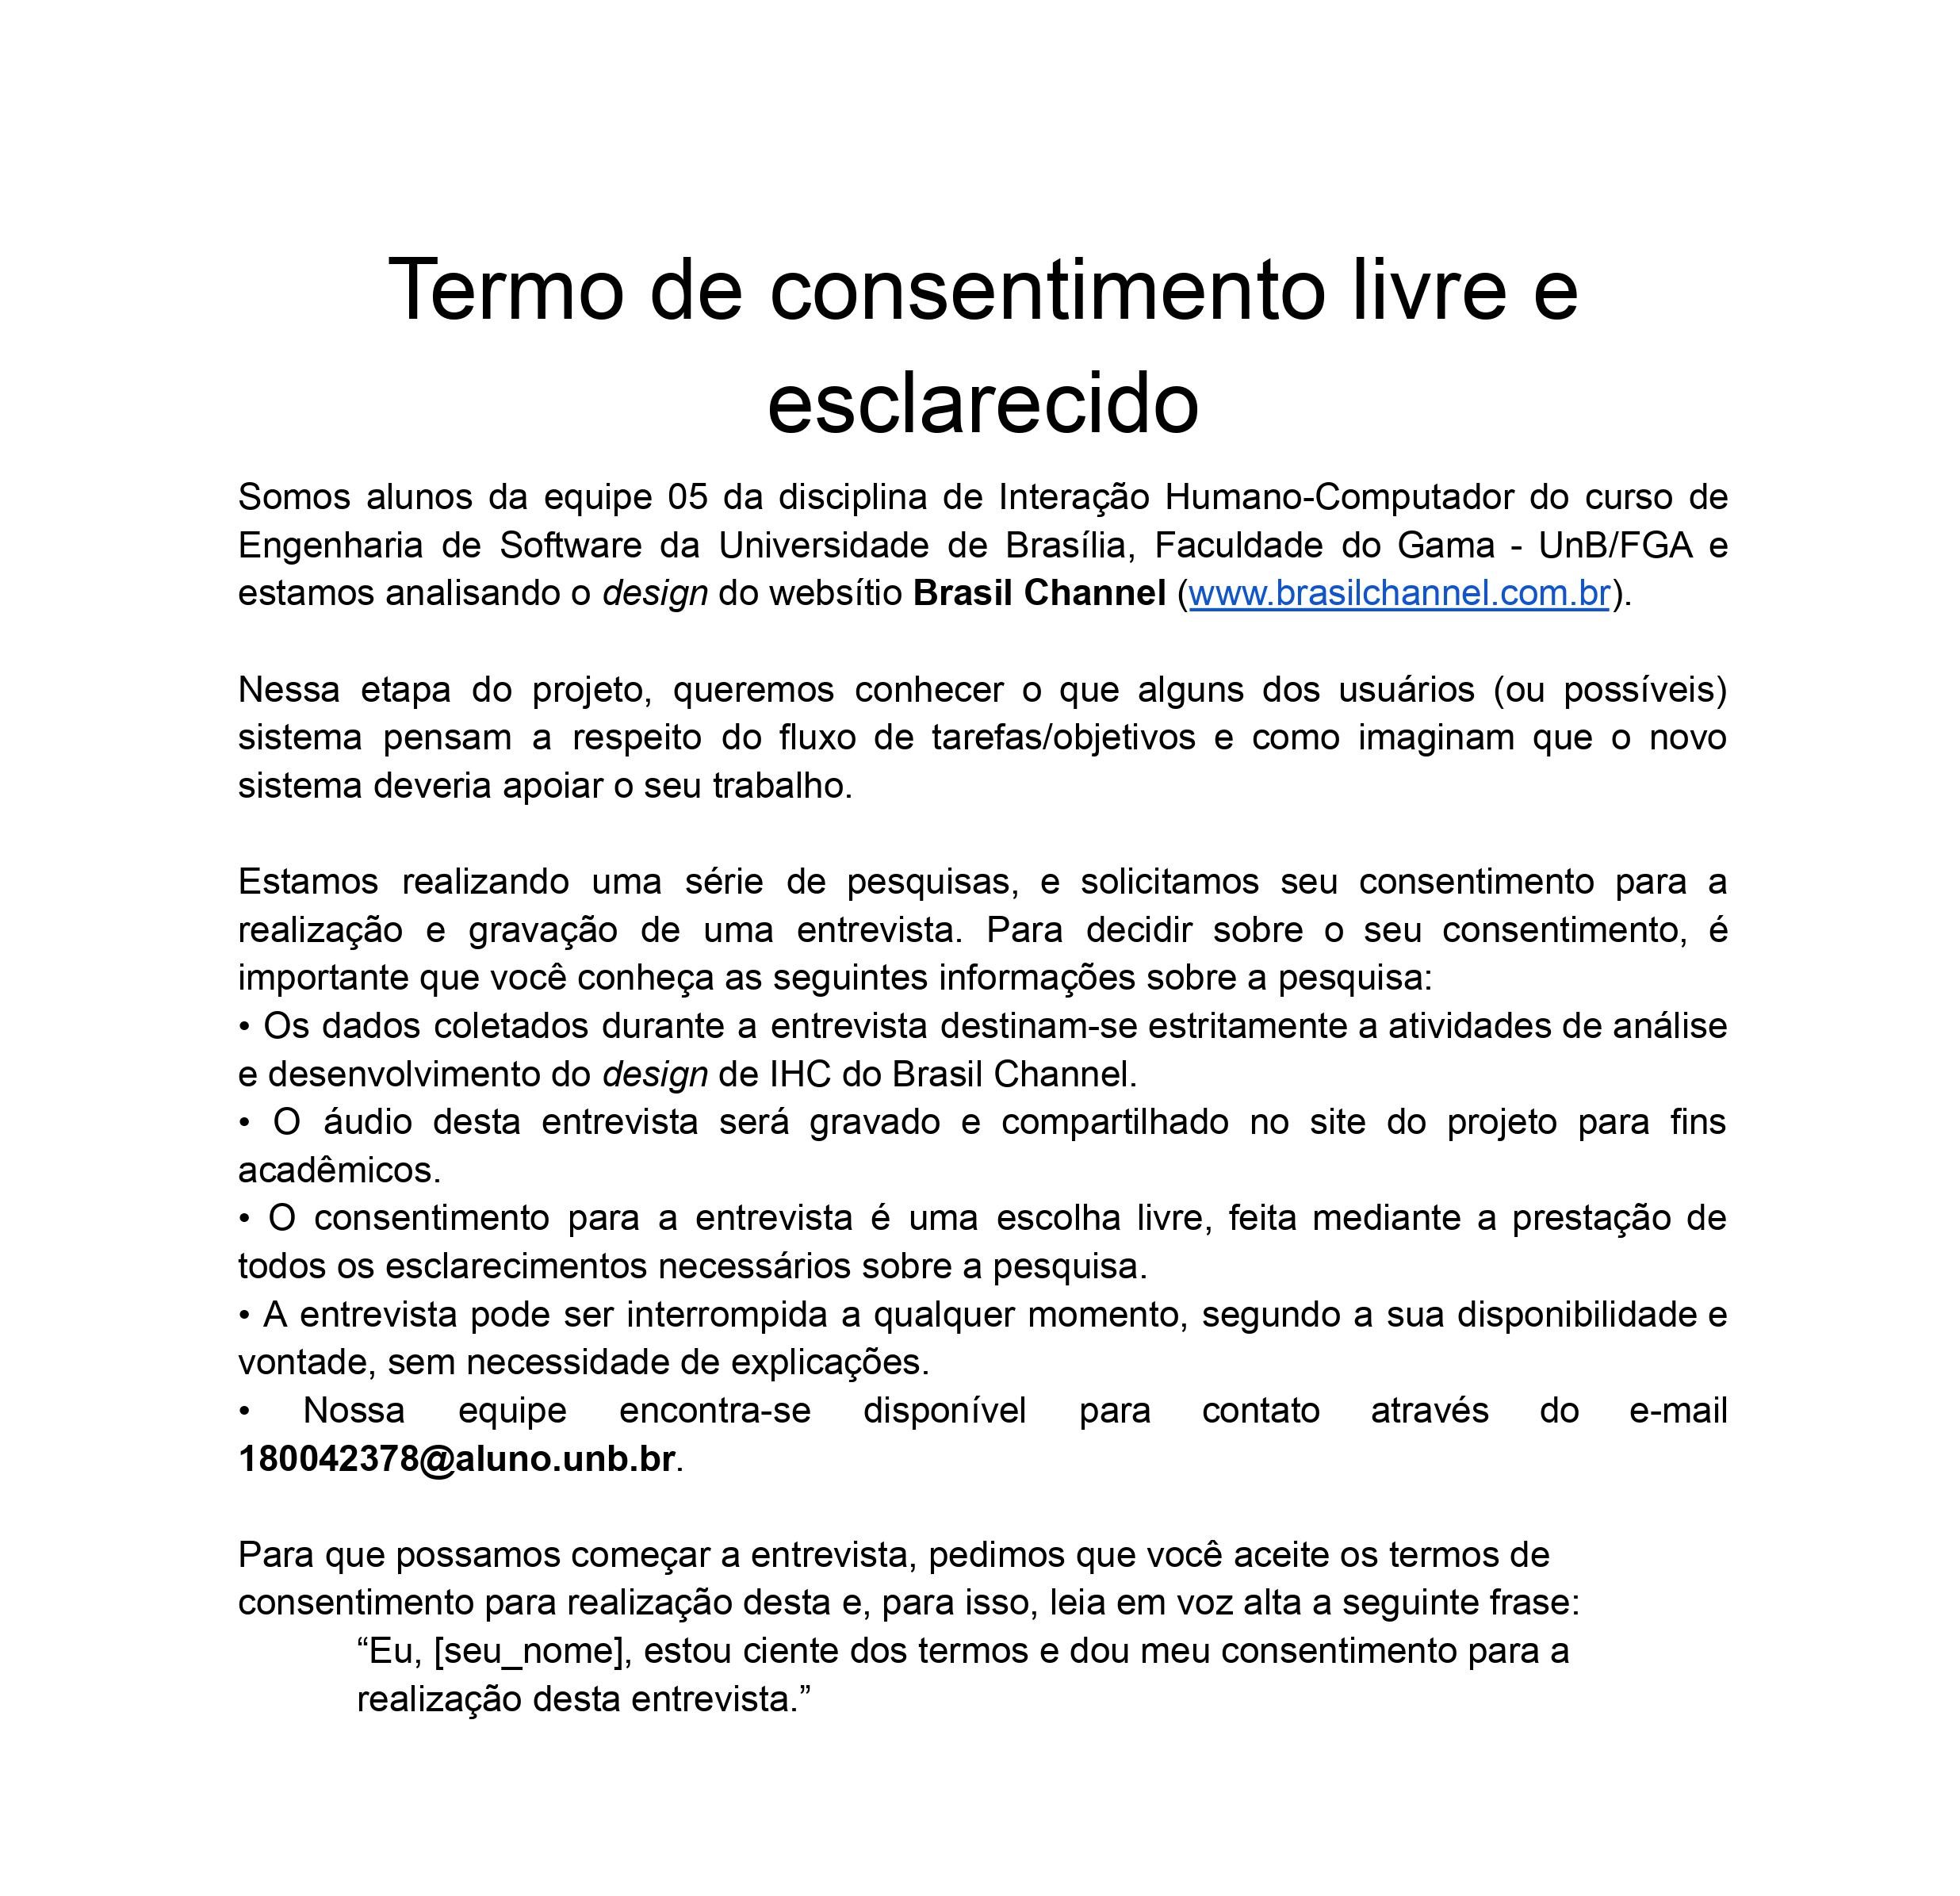 Termo de consentimento livre e
esclarecido
Somos alunos da equipe 05 da disciplina de Interação Humano-Computador do curso de
Engenharia de Software da Universidade de Brasília, Faculdade do Gama - UnB/FGA e
estamos analisando o design do websítio Brasil Channel (www.brasilchannel.com.br).
Nessa etapa do projeto, queremos conhecer o que alguns dos usuários (ou possíveis)
sistema pensam a respeito do fluxo de tarefas/objetivos e como imaginam que o novo
sistema deveria apoiar o seu trabalho.
Estamos realizando uma série de pesquisas, e solicitamos seu consentimento para a
realização e gravação de uma entrevista. Para decidir sobre o seu consentimento, é
importante que você conheça as seguintes informações sobre a pesquisa:
• Os dados coletados durante a entrevista destinam-se estritamente a atividades de análise
e desenvolvimento do design de IHC do Brasil Channel.
• O áudio desta entrevista será gravado e compartilhado no site do projeto para fins
acadêmicos.
• O consentimento para a entrevista é uma escolha livre, feita mediante a prestação de
todos os esclarecimentos necessários sobre a pesquisa.
• A entrevista pode ser interrompida a qualquer momento, segundo a sua disponibilidade e
vontade, sem necessidade de explicações.
• Nossa equipe encontra-se disponível para contato através do e-mail
180042378@aluno.unb.br.
Para que possamos começar a entrevista, pedimos que você aceite os termos de
consentimento para realização desta e, para isso, leia em voz alta a seguinte frase:
“Eu, [seu_nome], estou ciente dos termos e dou meu consentimento para a
realização desta entrevista.”